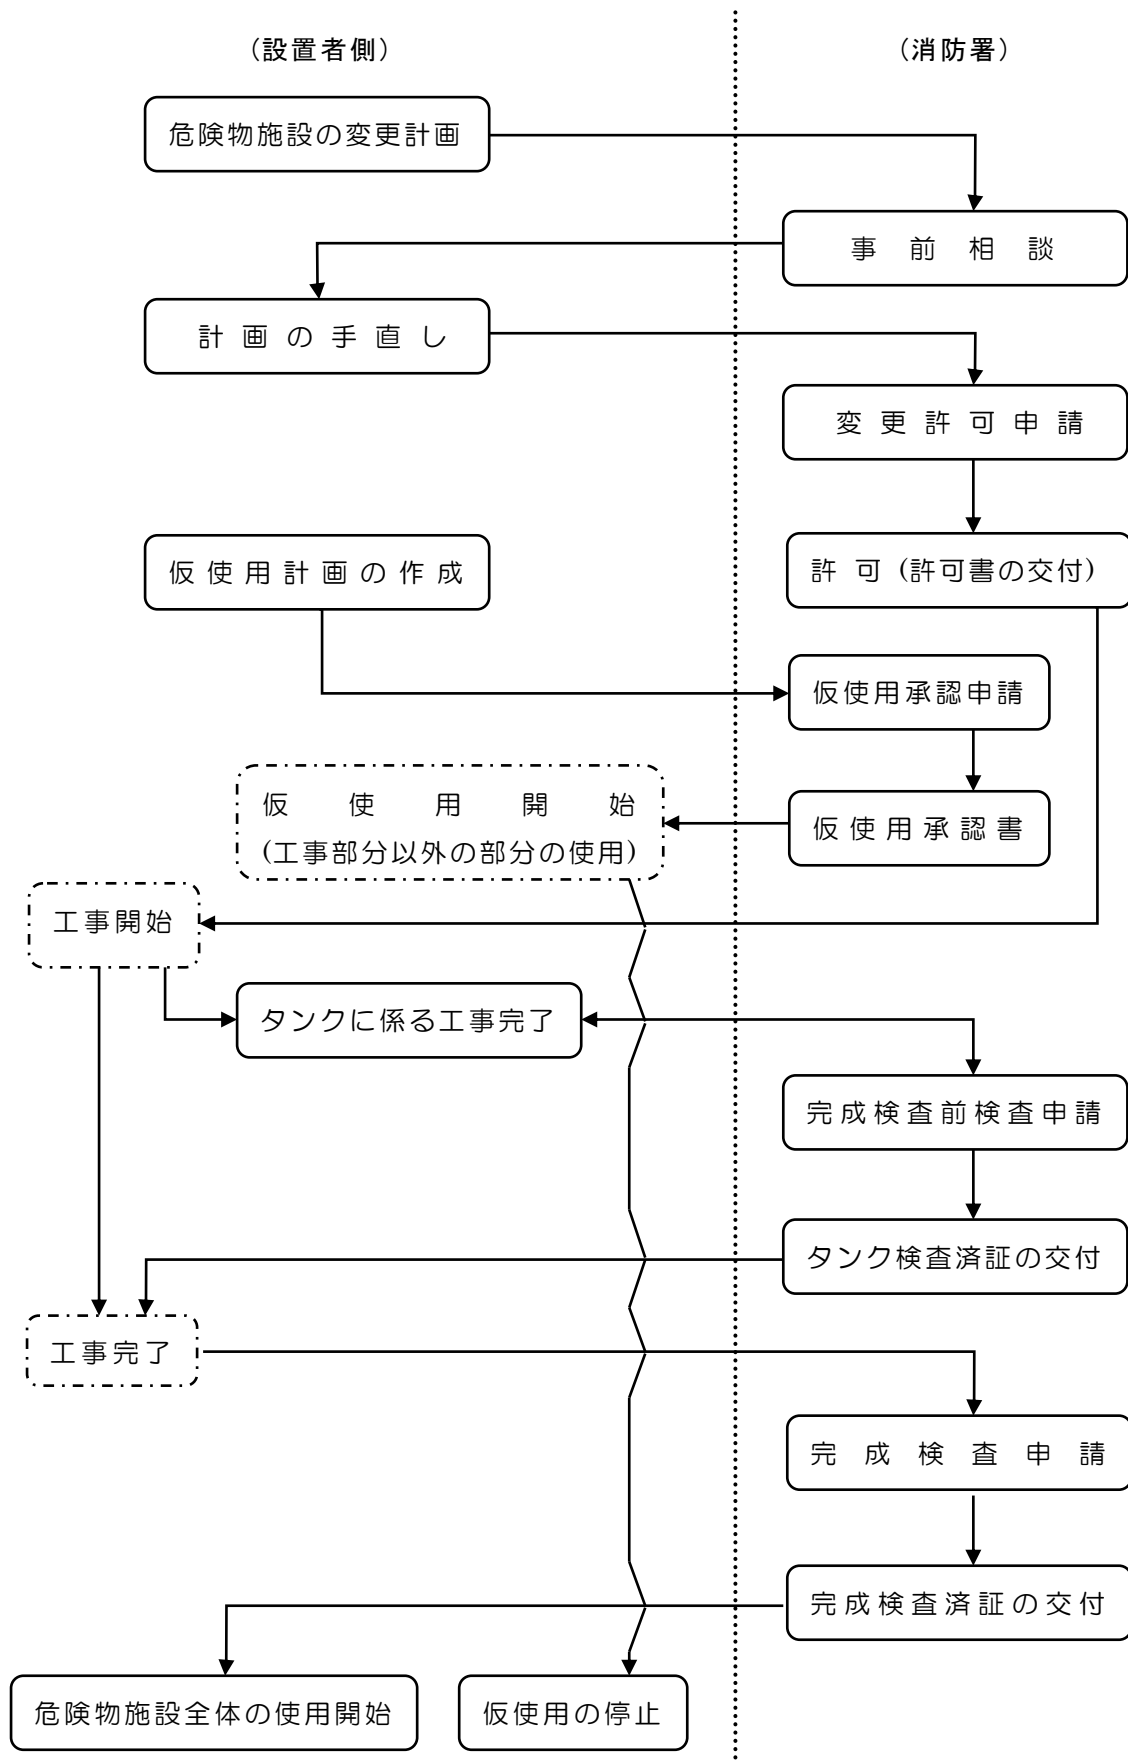 （設置者側）
（消防署）
危険物施設の変更計画
事前相談
計画の手直し
変更許可申請
仮使用計画の作成
許可（許可書の交付）
仮使用承認申請
仮使用開始
（工事部分以外の部分の使用）
仮使用承認書
工事開始
タンクに係る工事完了
完成検査前検査申請
タンク検査済証の交付
工事完了
完成検査申請
完成検査済証の交付
危険物施設全体の使用開始
仮使用の停止